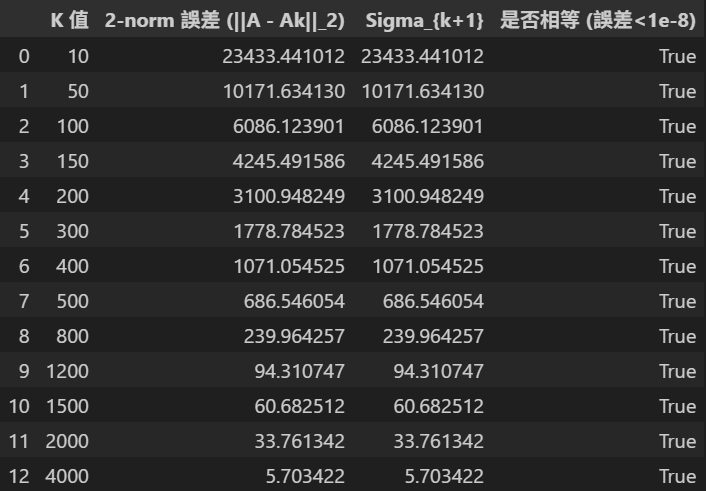 K 值 2-norm 誤差 (||A - Ak||_2) Sigma_{k+1} 是否相等 (誤差<1e-8)
0 10 23433.441012 23433.441012 True
1 50 10171.634130 10171.634130 True
2 100 6086.123901 6086.123901 True
3 150 4245.491586 4245.491586 True
4 200 3100.948249 3100.948249 True
5 300 1778.784523 1778.784523 True
6 400 1071.054525 1071.054525 True
7 500 686.546054 686.546054 True
8 800 239.964257 239.964257 True
9 1200 94.310747 94.310747 True
10 1500 60.682512 60.682512 True
11 2000 33.761342 33.761342 True
12 4000 5.703422 5.703422 True